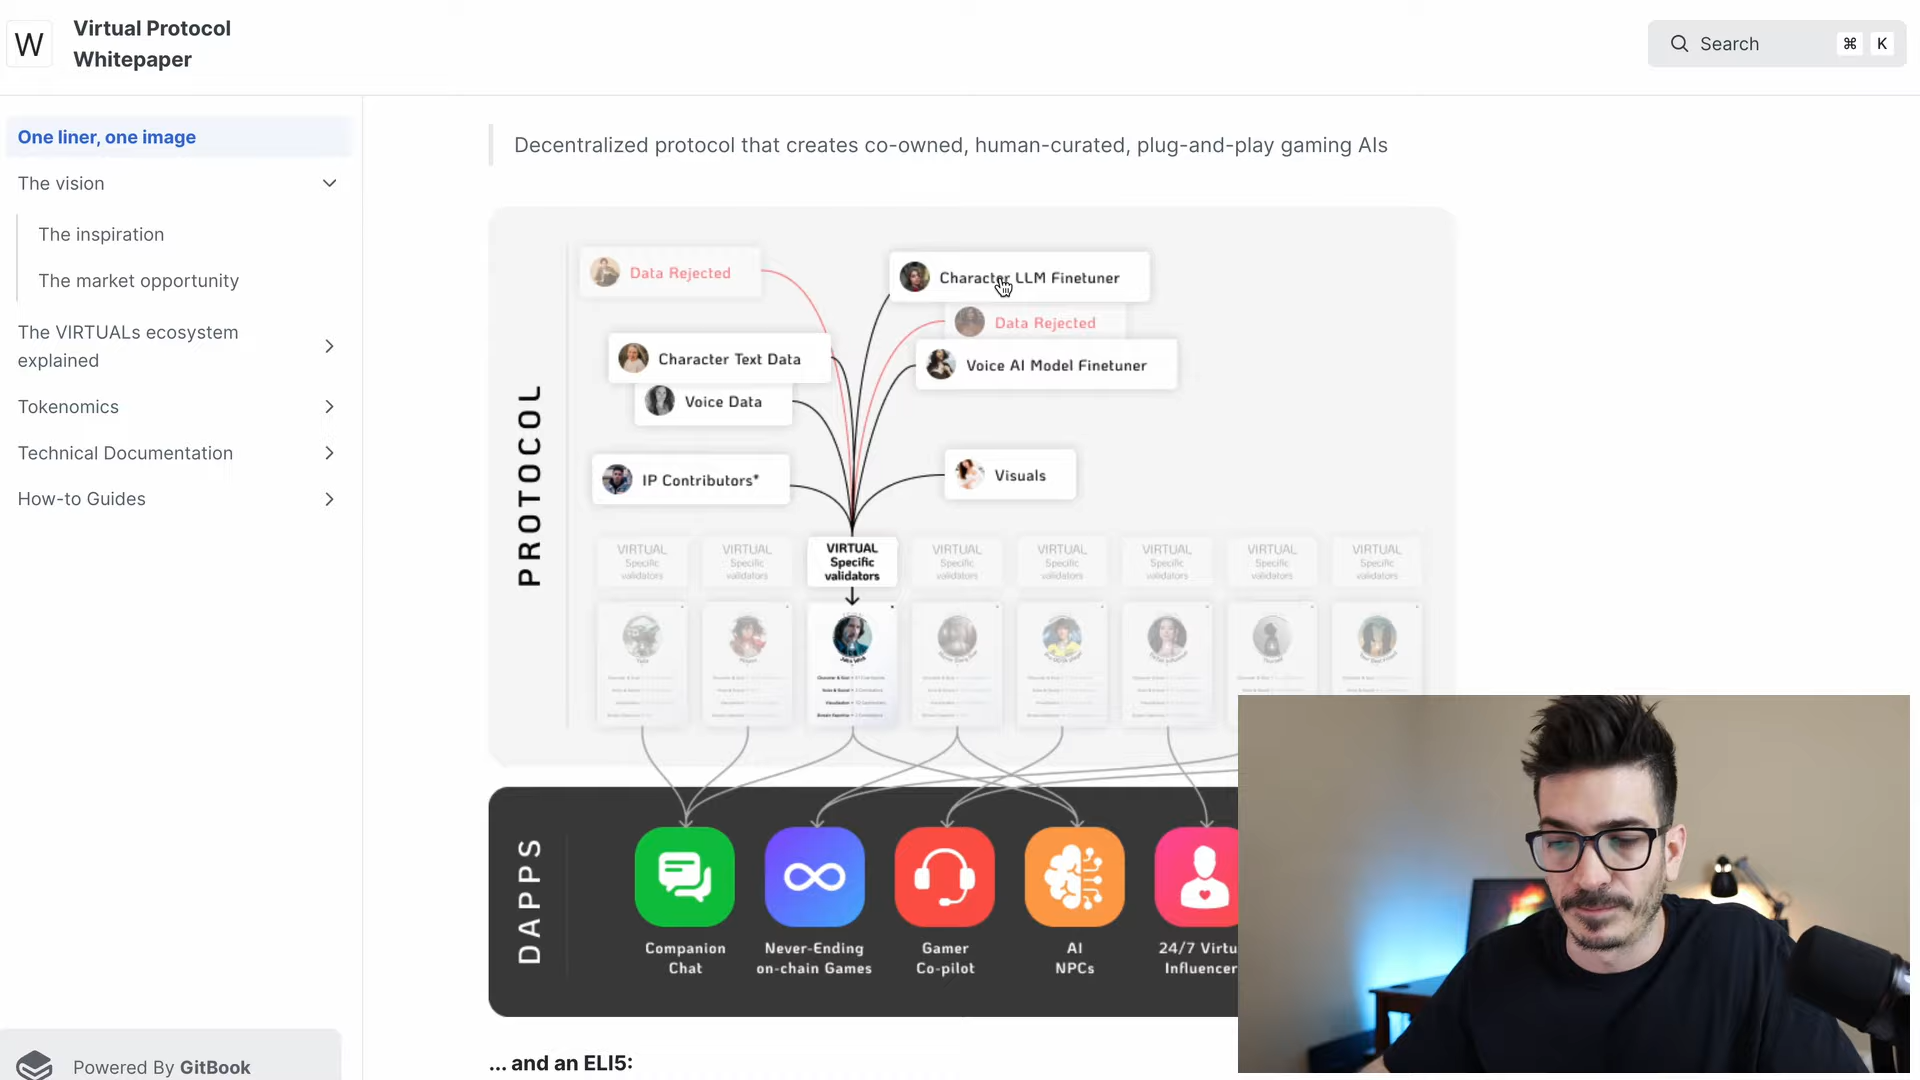 W
Virtual Protocol
Whitepaper
Search
⌘
K
One liner, one image
The vision
The inspiration
The market opportunity
The VIRTUALs ecosystem
explained
Tokenomics
Technical Documentation
How-to Guides
Powered By GitBook
Decentralized protocol that creates co-owned, human-curated, plug-and-play gaming AIs
PROTOCOL
Data Rejected
Character LLM Finetuner
Data Rejected
Character Text Data
Voice AI Model Finetuner
Voice Data
IP Contributors*
Visuals
VIRTUAL
Specific
validators
VIRTUAL
Specific
validators
VIRTUAL
Specific
validators
VIRTUAL
Specific
validators
VIRTUAL
Specific
validators
VIRTUAL
Specific
validators
VIRTUAL
Specific
validators
VIRTUAL
Specific
validators
DAPPS
Companion
Chat
Never-Ending
on-chain Games
Gamer
Co-pilot
AI
NPCs
24/7 Virtu
Influencer
... and an ELI5: